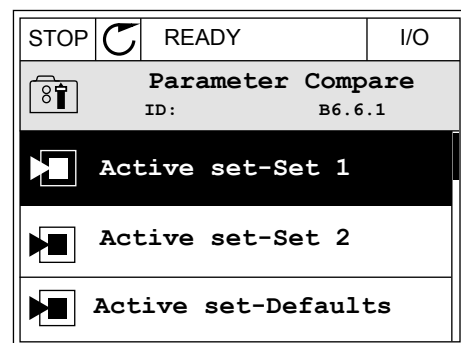 STOP READY I/O
Parameter Compare
ID: B6.6.1
Active set-Set 1
Active set-Set 2
Active set-Defaults